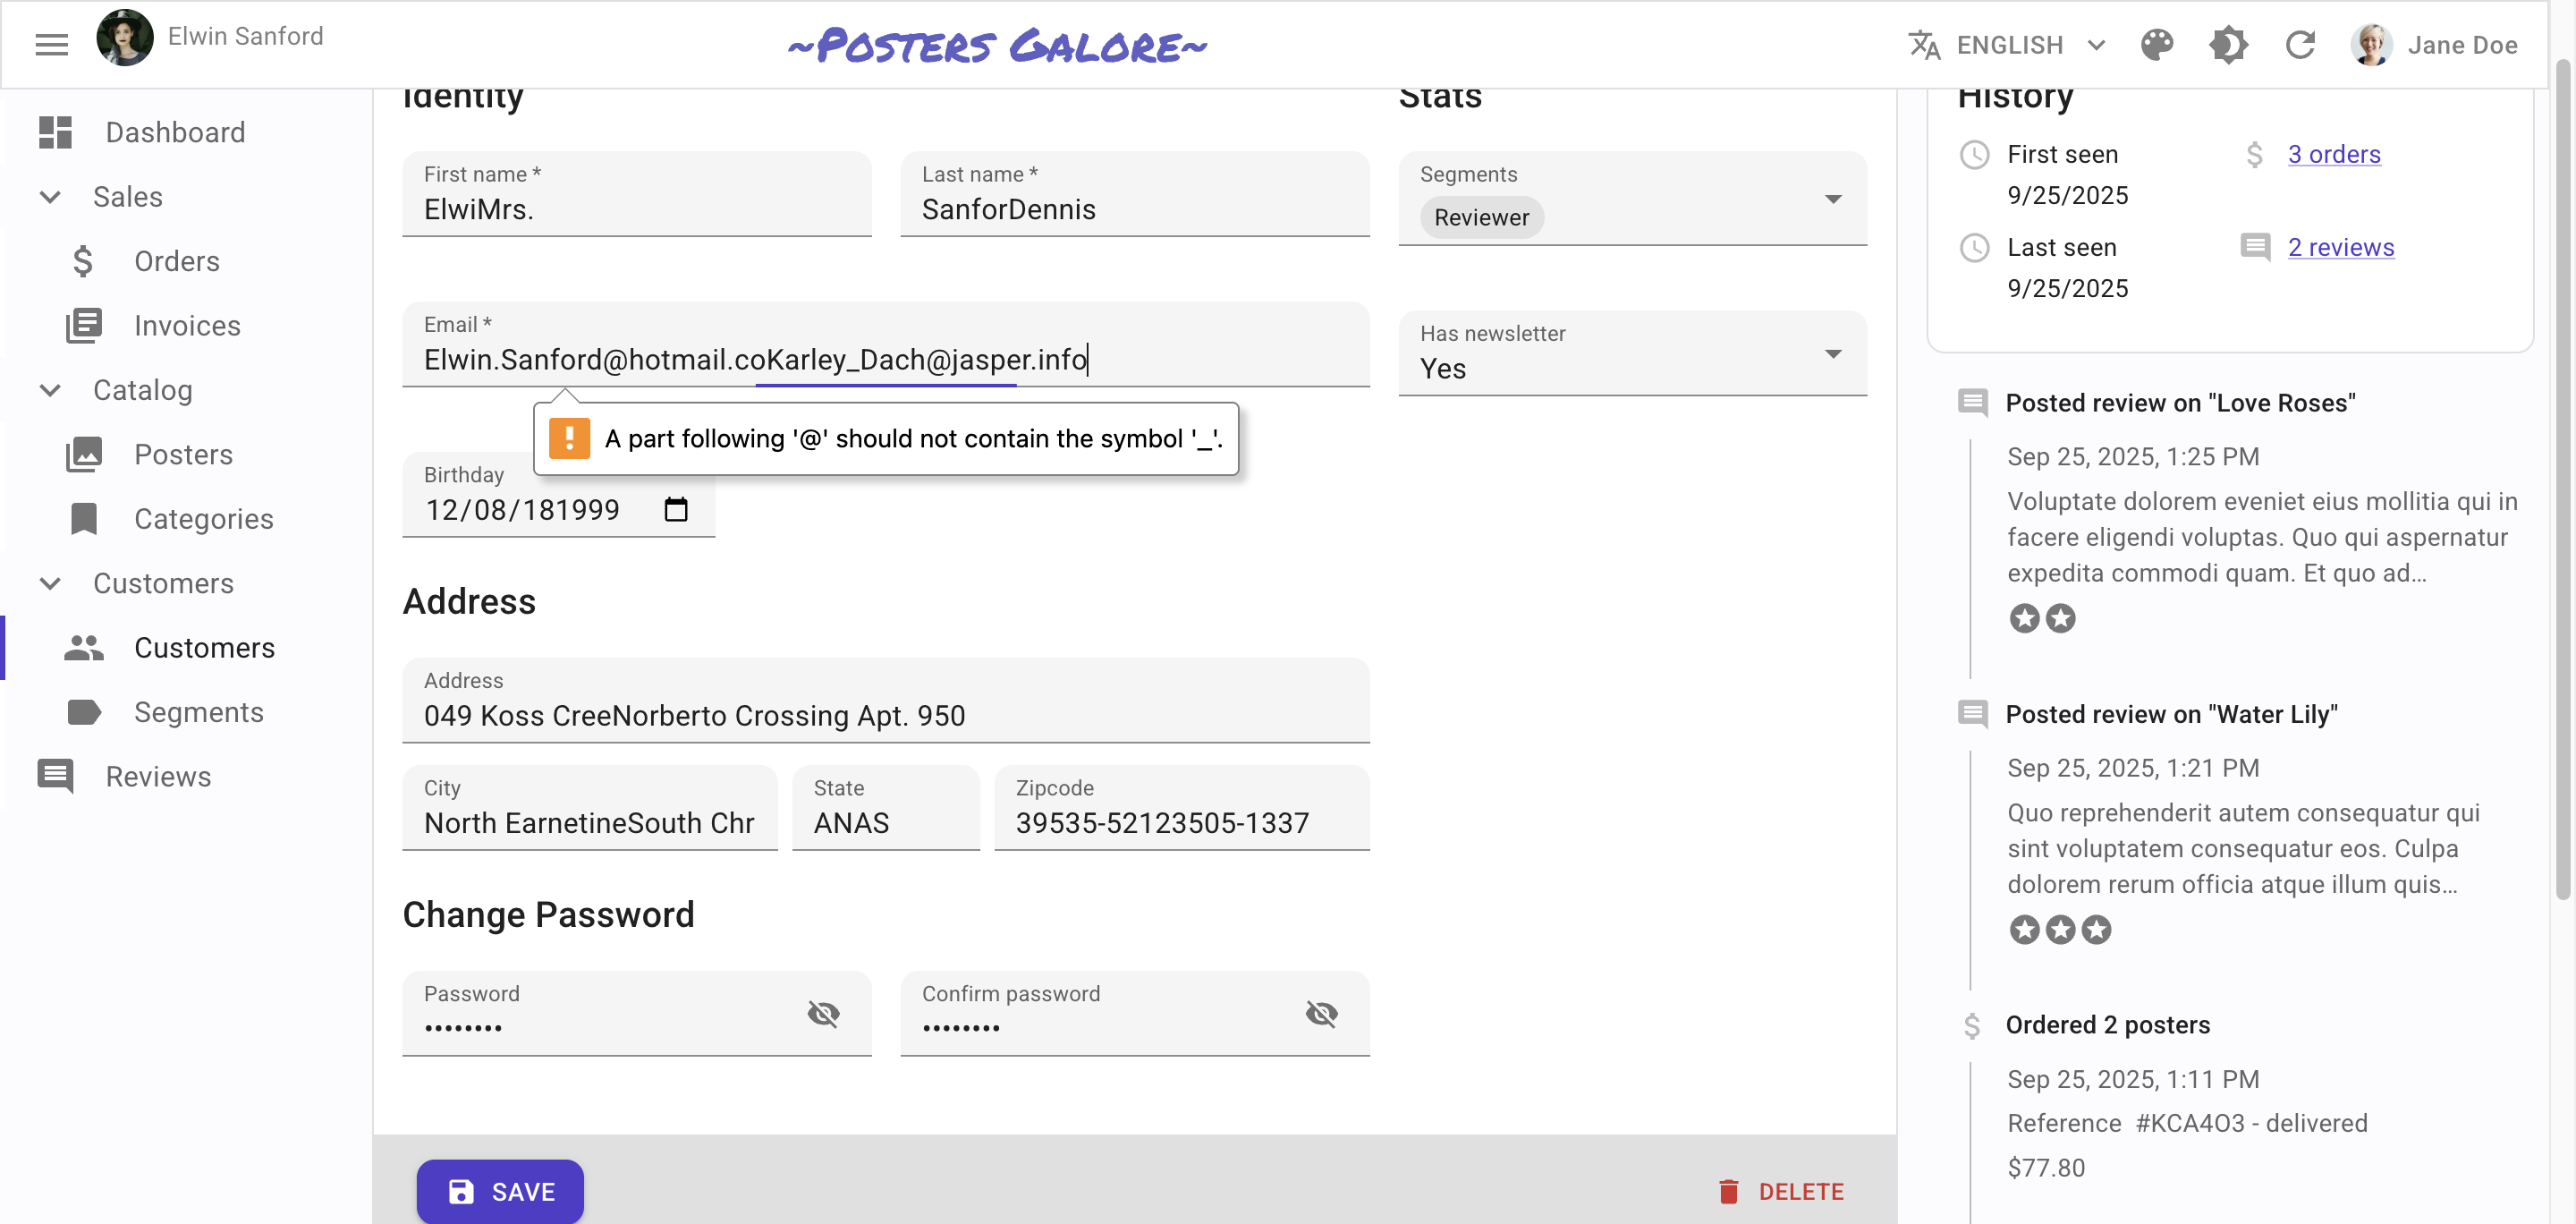 Elwin Sanford
~Posters Galore~
ENGLISH
Jane Doe
Dashboard
Sales
Orders
Invoices
Catalog
Posters
Categories
Customers
Customers
Segments
Reviews
Identity
First name *
ElwiMrs.
Last name *
SanforDennis
Email *
Elwin.Sanford@hotmail.coKarley_Dach@jasper.info
A part following '@' should not contain the symbol '_'.
Birthday
12/08/181999
Address
Address
049 Koss CreeNorberto Crossing Apt. 950
City
North EarnetineSouth Chr
State
ANAS
Zipcode
39535-52123505-1337
Change Password
Password
••••••••
Confirm password
••••••••
SAVE
DELETE
Stats
Segments
Reviewer
Has newsletter
Yes
History
First seen
9/25/2025
3 orders
Last seen
9/25/2025
2 reviews
Posted review on "Love Roses"
Sep 25, 2025, 1:25 PM
Voluptate dolorem eveniet eius mollitia qui in
facere eligendi voluptas. Quo qui aspernatur
expedita commodi quam. Et quo ad...
Posted review on "Water Lily"
Sep 25, 2025, 1:21 PM
Quo reprehenderit autem consequatur qui
sint voluptatem consequatur eos. Culpa
dolorem rerum officia atque illum quis...
Ordered 2 posters
Sep 25, 2025, 1:11 PM
Reference #KCA4O3 - delivered
$77.80